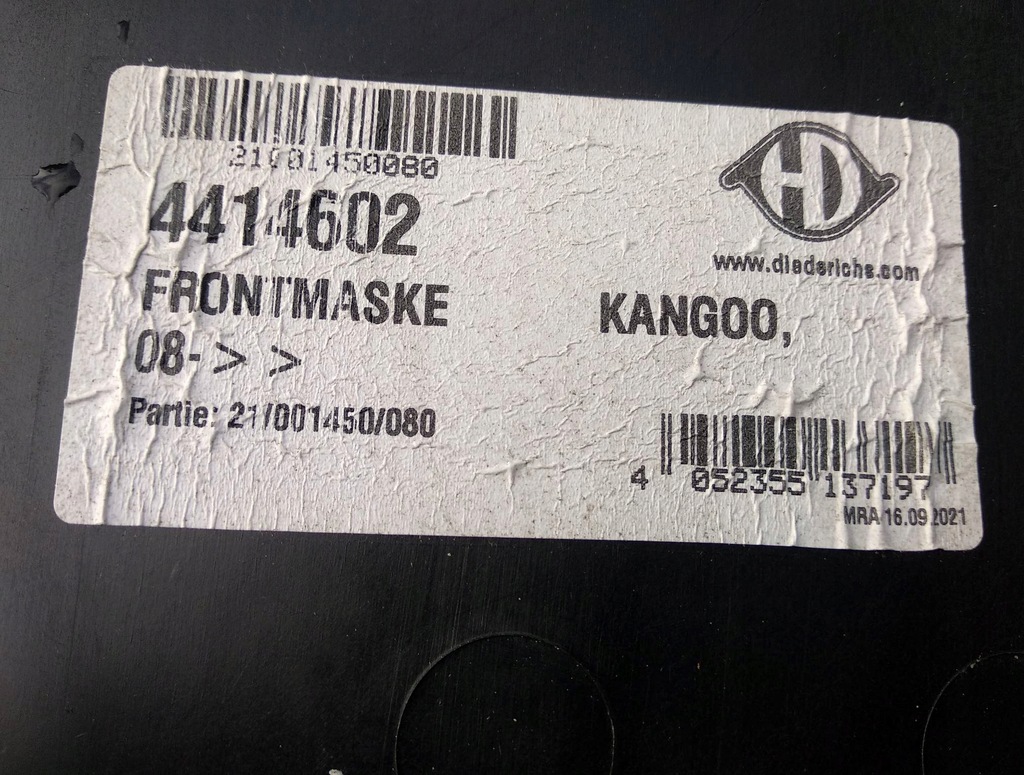 21001450080
4414602
HD
www.diederichs.com
FRONTMASKE KANGOO,
08-> >
Partie: 21/001450/080
4 052355 137197
MRA 16.09.2021